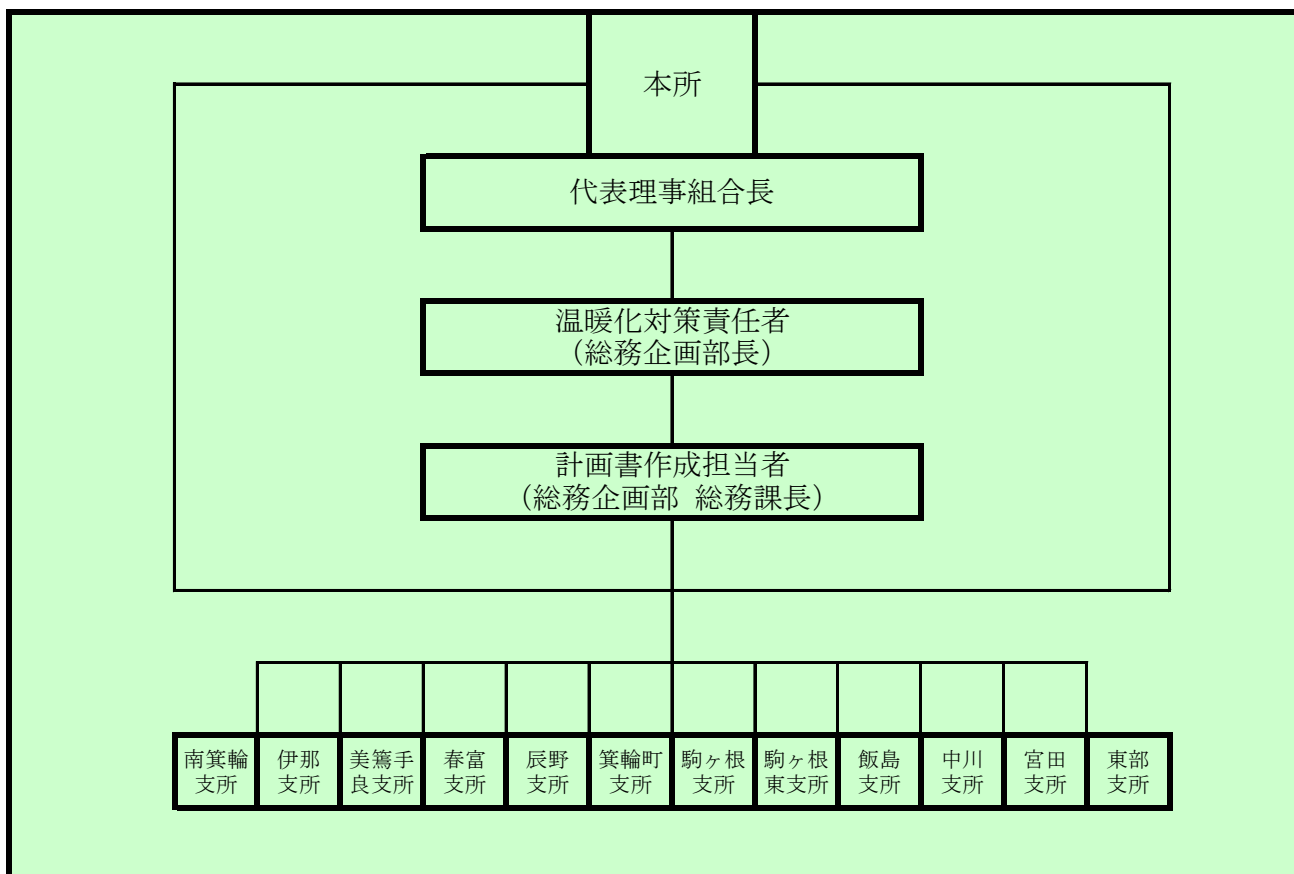 本所
代表理事組合長
温暖化対策責任者
（総務企画部長）
計画書作成担当者
（総務企画部 総務課長）
南箕輪
支所
伊那
支所
美篶手
良支所
春富
支所
辰野
支所
箕輪町
支所
駒ヶ根
支所
駒ヶ根
東支所
飯島
支所
中川
支所
宮田
支所
東部
支所